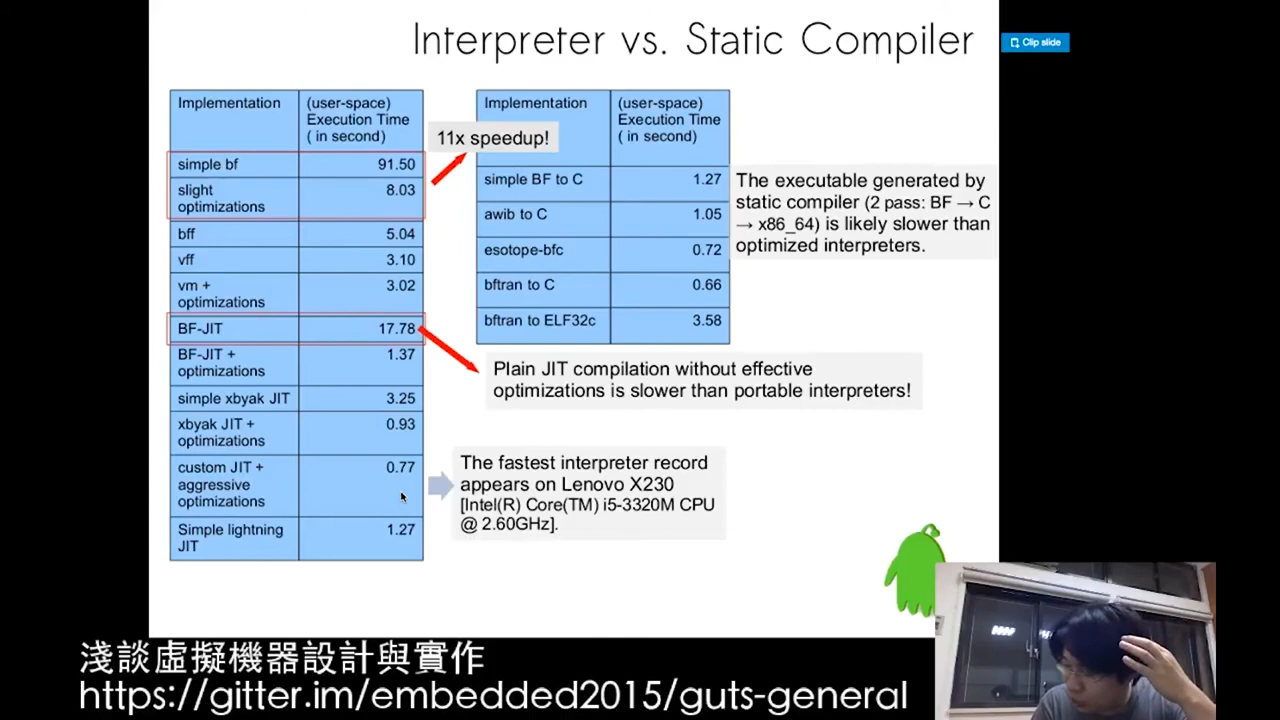 Interpreter vs. Static Compiler
Clip slide
Implementation
(user-space)
Execution Time
( in second)
simple bf
91.50
slight
optimizations
8.03
bff
5.04
vff
3.10
vm +
optimizations
3.02
BF-JIT
17.78
BF-JIT +
optimizations
1.37
simple xbyak JIT
3.25
xbyak JIT +
optimizations
0.93
custom JIT +
aggressive
optimizations
0.77
Simple lightning
JIT
1.27
11x speedup!
Implementation
(user-space)
Execution Time
( in second)
simple BF to C
1.27
awib to C
1.05
esotope-bfc
0.72
bftran to C
0.66
bftran to ELF32c
3.58
The executable generated by
static compiler (2 pass: BF → C
→ x86_64) is likely slower than
optimized interpreters.
Plain JIT compilation without effective
optimizations is slower than portable interpreters!
The fastest interpreter record
appears on Lenovo X230
[Intel(R) Core(TM) i5-3320M CPU
@ 2.60GHz].
淺談虛擬機器設計與實作
https://gitter.im/embedded2015/guts-general